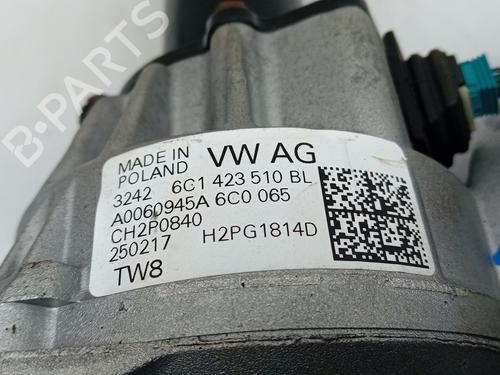 B-PARTS
MADE IN POLAND VW AG
3242 6C1 423 510 BL
A0060945A 6C0 065
CH2P0840
250217 H2PG1814D
TW8